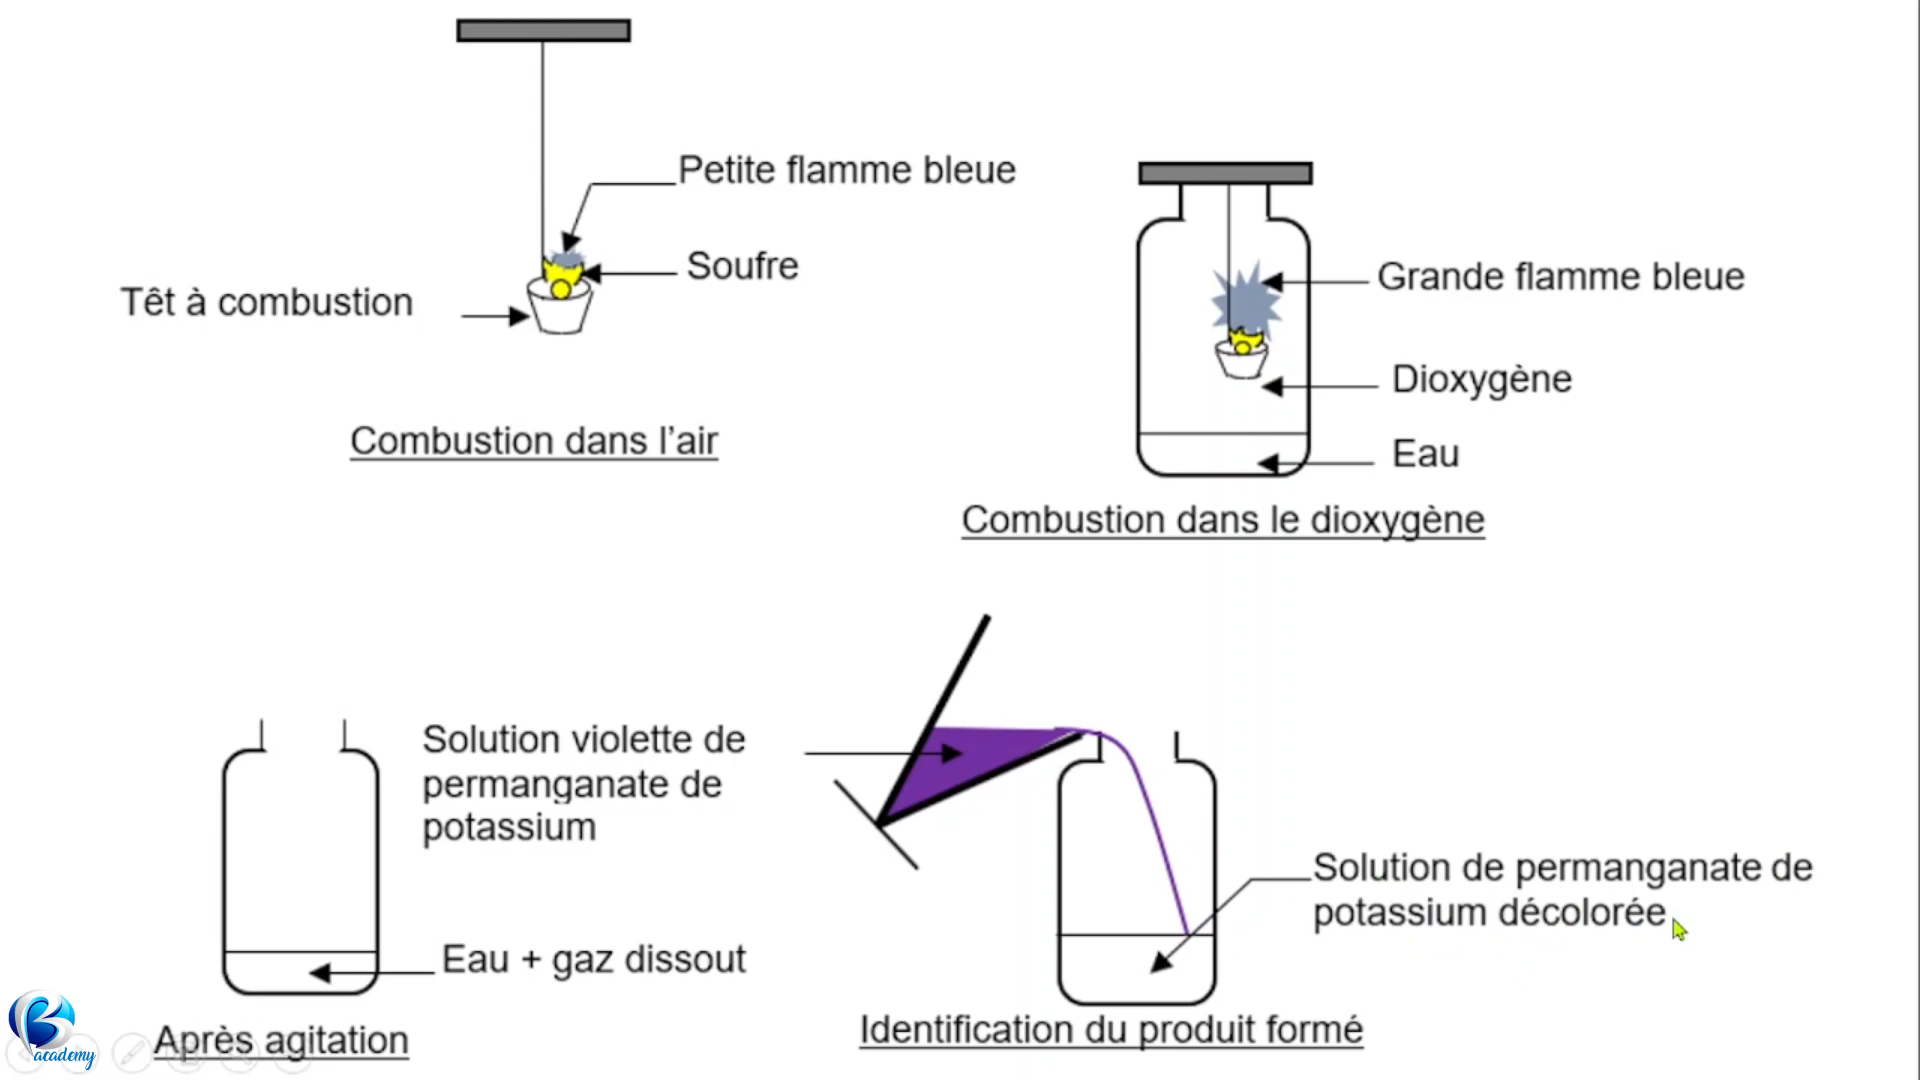 Petite flamme bleue
Soufre
Têt à combustion
Combustion dans l’air
Grande flamme bleue
Dioxygène
Eau
Combustion dans le dioxygène
Solution violette de
permanganate de
potassium
Eau + gaz dissout
Après agitation
Solution de permanganate de
potassium décolorée
Identification du produit formé
B
academy